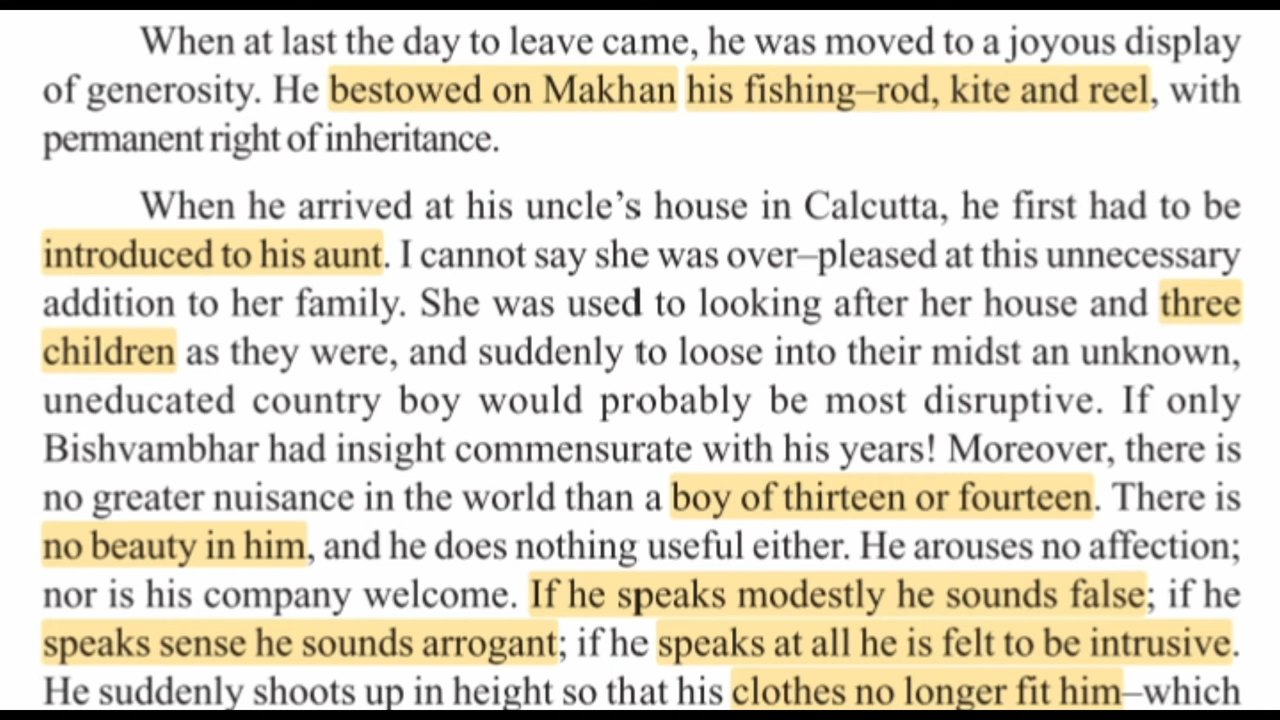 When at last the day to leave came, he was moved to a joyous display
of generosity. He bestowed on Makhan his fishing–rod, kite and reel, with
permanent right of inheritance.
When he arrived at his uncle’s house in Calcutta, he first had to be
introduced to his aunt. I cannot say she was over–pleased at this unnecessary
addition to her family. She was used to looking after her house and three
children as they were, and suddenly to loose into their midst an unknown,
uneducated country boy would probably be most disruptive. If only
Bishvambhar had insight commensurate with his years! Moreover, there is
no greater nuisance in the world than a boy of thirteen or fourteen. There is
no beauty in him, and he does nothing useful either. He arouses no affection;
nor is his company welcome. If he speaks modestly he sounds false; if he
speaks sense he sounds arrogant; if he speaks at all he is felt to be intrusive.
He suddenly shoots up in height so that his clothes no longer fit him–which